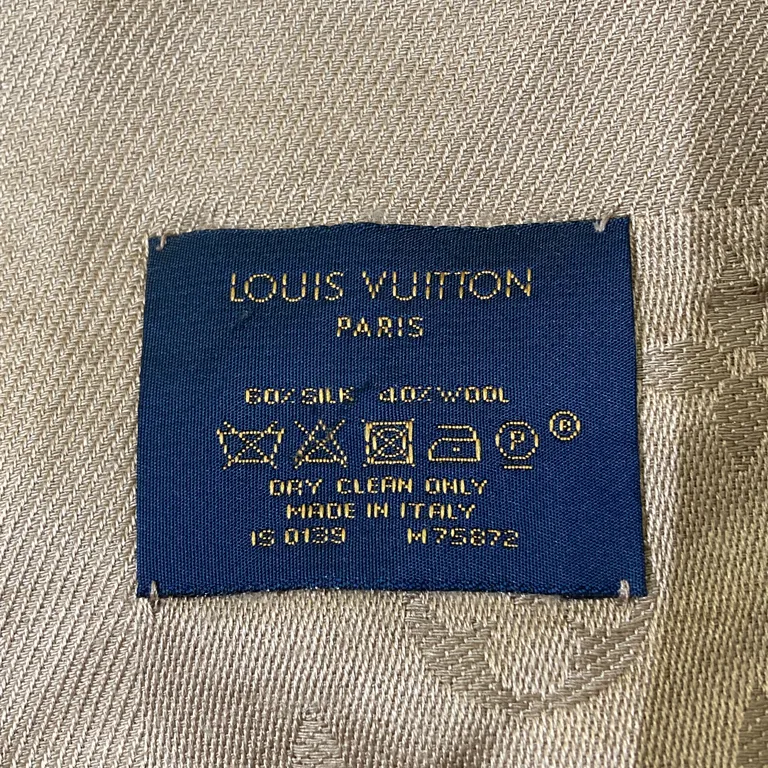 LOUIS VUITTON
PARIS
60% SILK 40% WOOL
P ®
DRY CLEAN ONLY
MADE IN ITALY
IS 0139 M75872